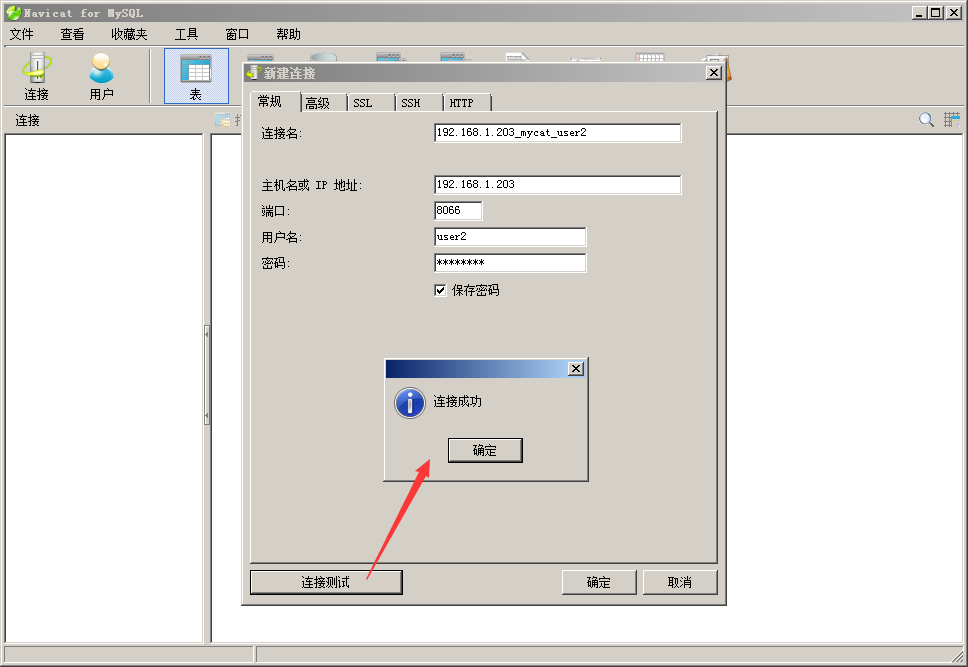 Navicat for MySQL
文件 查看 收藏夹 工具 窗口 帮助
连接 用户 表
连接
新建连接
常规 高级 SSL SSH HTTP
连接名: 192.168.1.203_mycat_user2
主机名或 IP 地址: 192.168.1.203
端口: 8066
用户名: user2
密码: ********
保存密码
连接成功
确定
连接测试 确定 取消